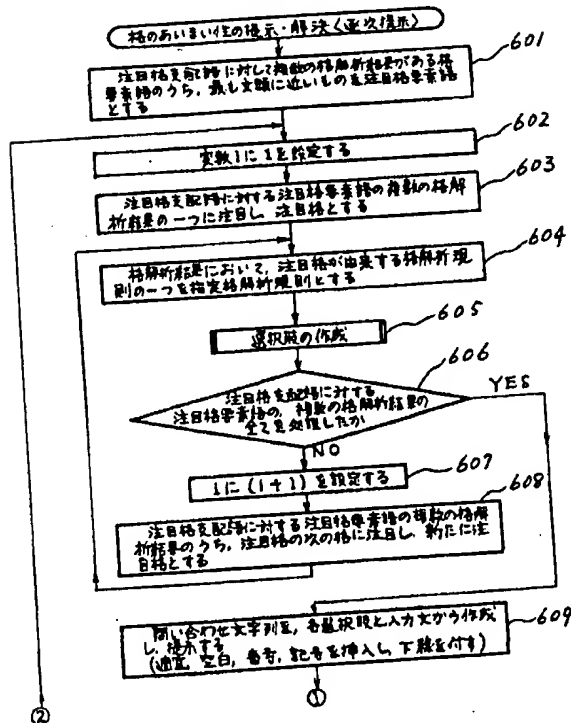 格のあいまい性の提示・解決〈逐次提示〉
601
注目格支配語に対して複数の格解析結果がある格
要素語のうち,最も文頭に近いものを注目格要素語
とする
602
変数iに1を設定する
603
注目格支配語に対する注目格要素語の複数の格解
析結果の一つに注目し,注目格とする
604
格解析結果において,注目格が由来する格解析規
則の一つを指定格解析規則とする
605
選択肢の作成
606
注目格支配語に対する
注目格要素語の,複数の格解析結果の
全てを処理したか
YES
NO
607
iに(i+1)を設定する
608
注目格支配語に対する注目格要素語の複数の格解
析結果のうち,注目格の次の格に注目し,新たに注
目格とする
609
問い合わせ文字列を,各選択肢と入力文から作成
し,提示する
(適宜,空白,番号,記号を挿入し,下線を付す)
①
②